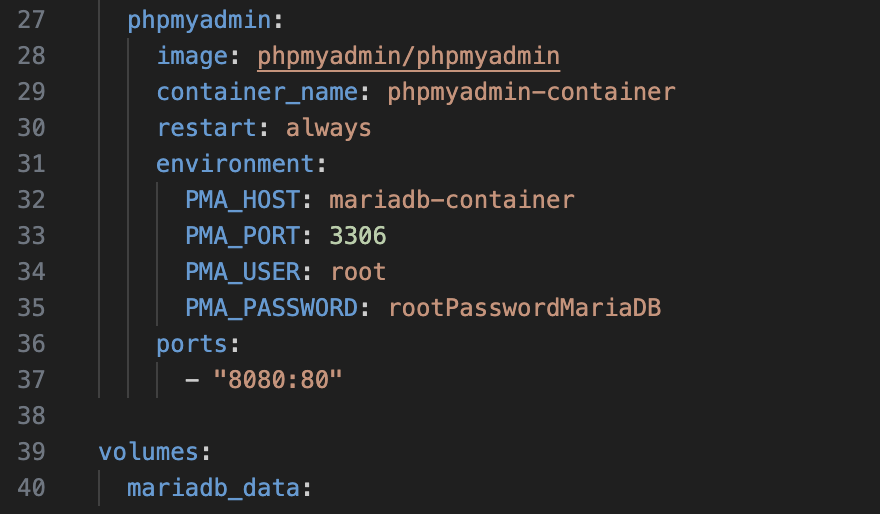 27 phpmyadmin:
28 image: phpmyadmin/phpmyadmin
29 container_name: phpmyadmin-container
30 restart: always
31 environment:
32 PMA_HOST: mariadb-container
33 PMA_PORT: 3306
34 PMA_USER: root
35 PMA_PASSWORD: rootPasswordMariaDB
36 ports:
37 - "8080:80"
38
39 volumes:
40 mariadb_data: